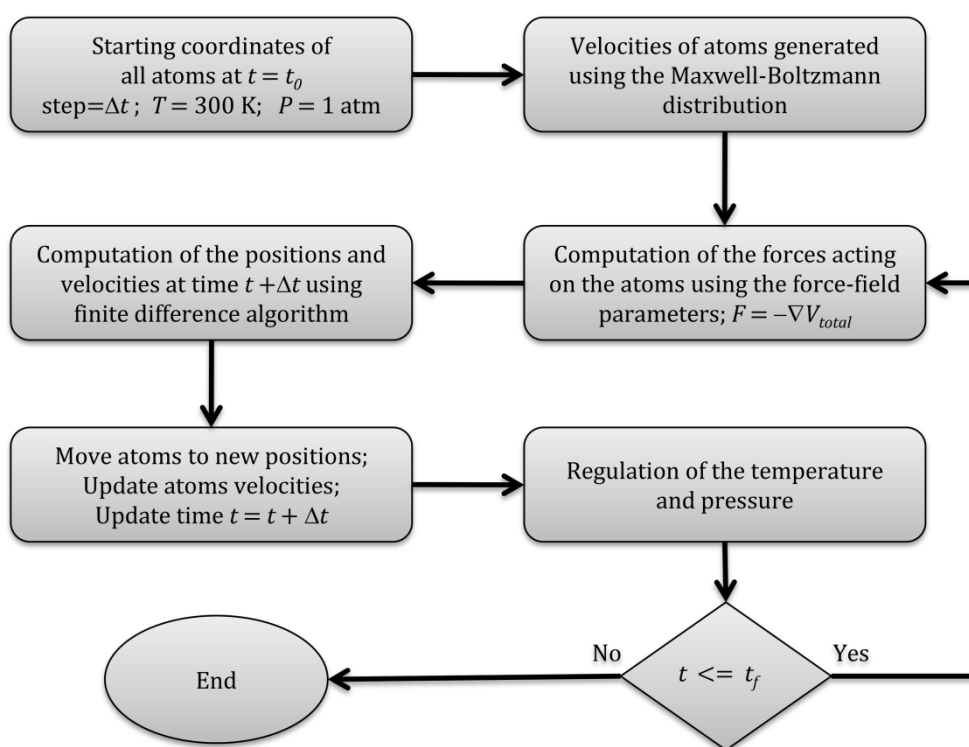 Starting coordinates of
all atoms at t = t₀
step=Δt ; T = 300 K; P = 1 atm
Velocities of atoms generated
using the Maxwell-Boltzmann
distribution
Computation of the forces acting
on the atoms using the force-field
parameters; F = −∇V_total
Computation of the positions and
velocities at time t +Δt using
finite difference algorithm
Move atoms to new positions;
Update atoms velocities;
Update time t = t + Δt
Regulation of the temperature
and pressure
t <= t_f
No
Yes
End